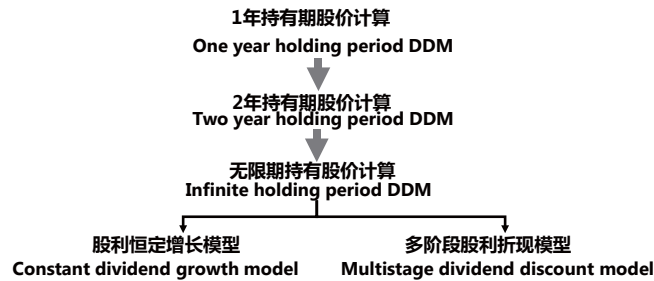 1年持有期股价计算
One year holding period DDM
2年持有期股价计算
Two year holding period DDM
无限期持有股价计算
Infinite holding period DDM
股利恒定增长模型
Constant dividend growth model
多阶段股利折现模型
Multistage dividend discount model